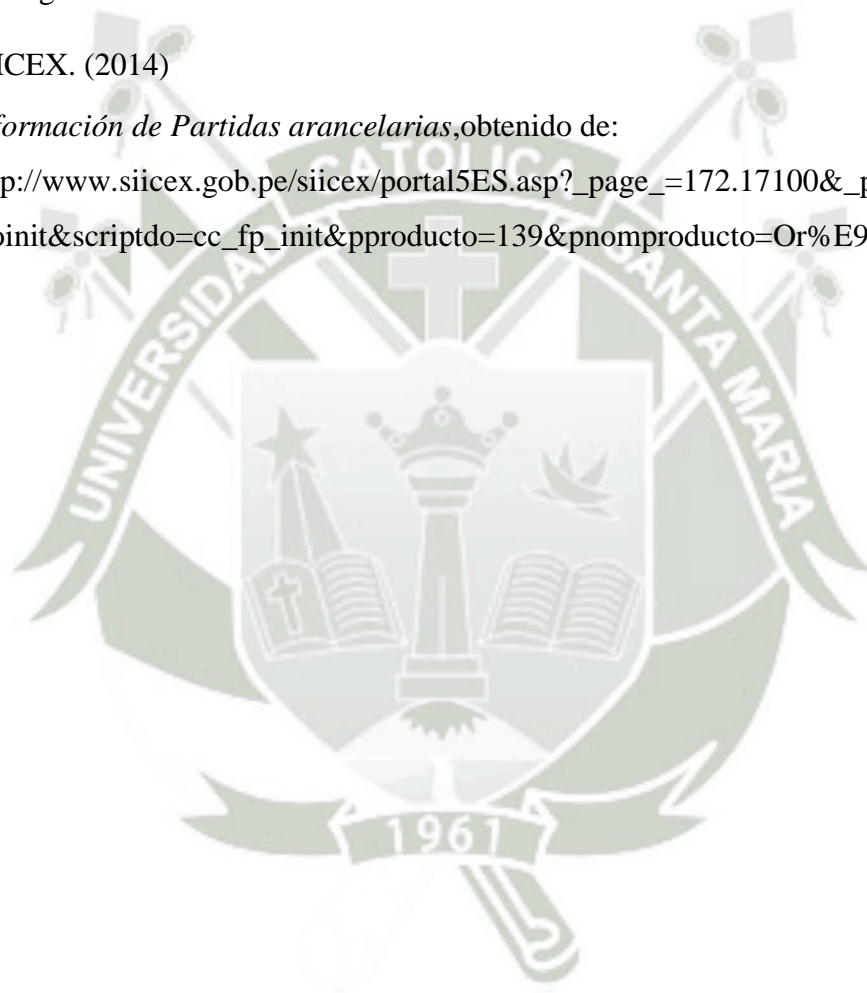 ICEX. (2014)
formación de Partidas arancelarias,obtenido de:
p://www.siicex.gob.pe/siicex/portal5ES.asp?_page_=172.17100&_p
init&scriptdo=cc_fp_init&pproducto=139&pnomproducto=Or%E9
UNIVERSIDAD CATOLICA SANTA MARIA
1961